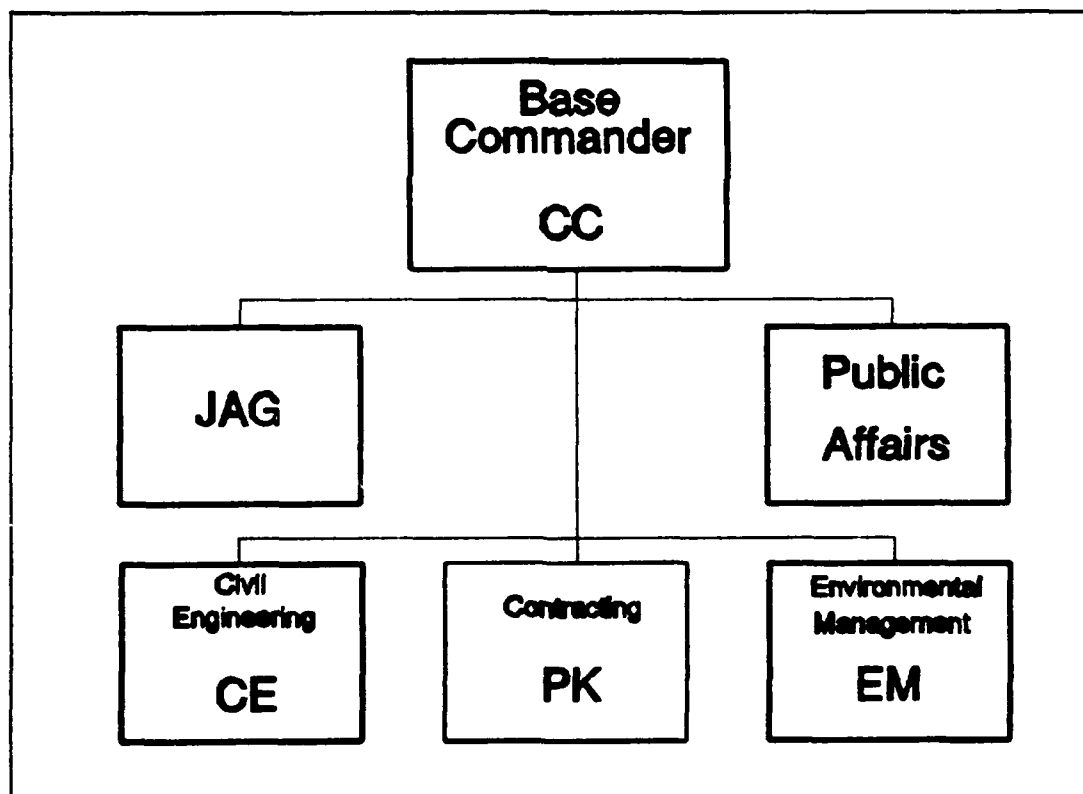 Base
Commander
CC
JAG
Public
Affairs
Civil
Engineering
CE
Contracting
PK
Environmental
Management
EM